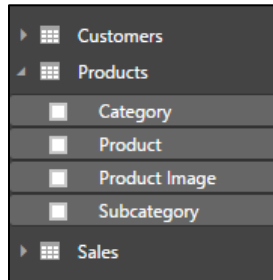 Customers
Products
Category
Product
Product Image
Subcategory
Sales